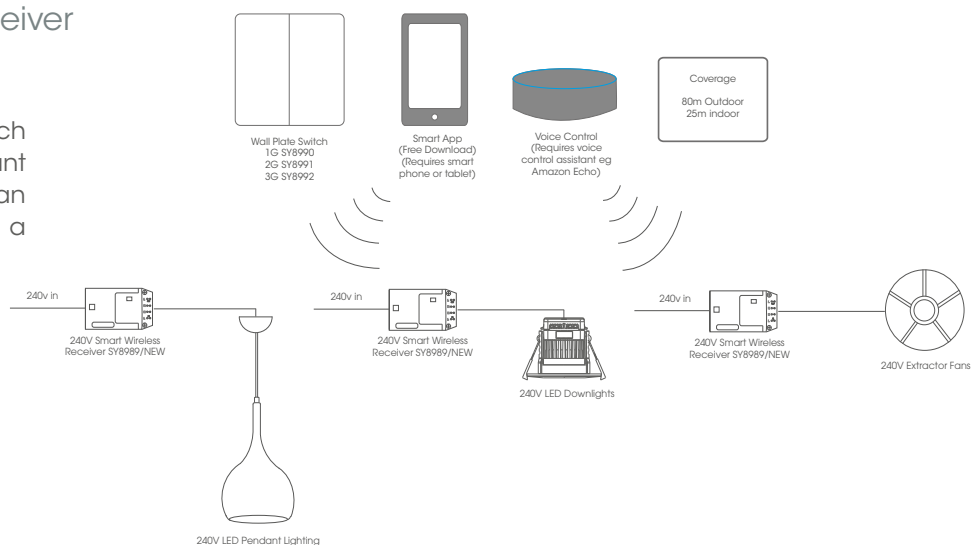 eiver
ch
ant
an
a
Wall Plate Switch
1G SY8990
2G SY8991
3G SY8992
Smart App
(Free Download)
(Requires smart
phone or tablet)
Voice Control
(Requires voice
control assistant eg
Amazon Echo)
Coverage
80m Outdoor
25m indoor
240v in
240V Smart Wireless
Receiver SY8989/NEW
240V LED Pendant Lighting
240v in
240V Smart Wireless
Receiver SY8989/NEW
240V LED Downlights
240v in
240V Smart Wireless
Receiver SY8989/NEW
240V Extractor Fans